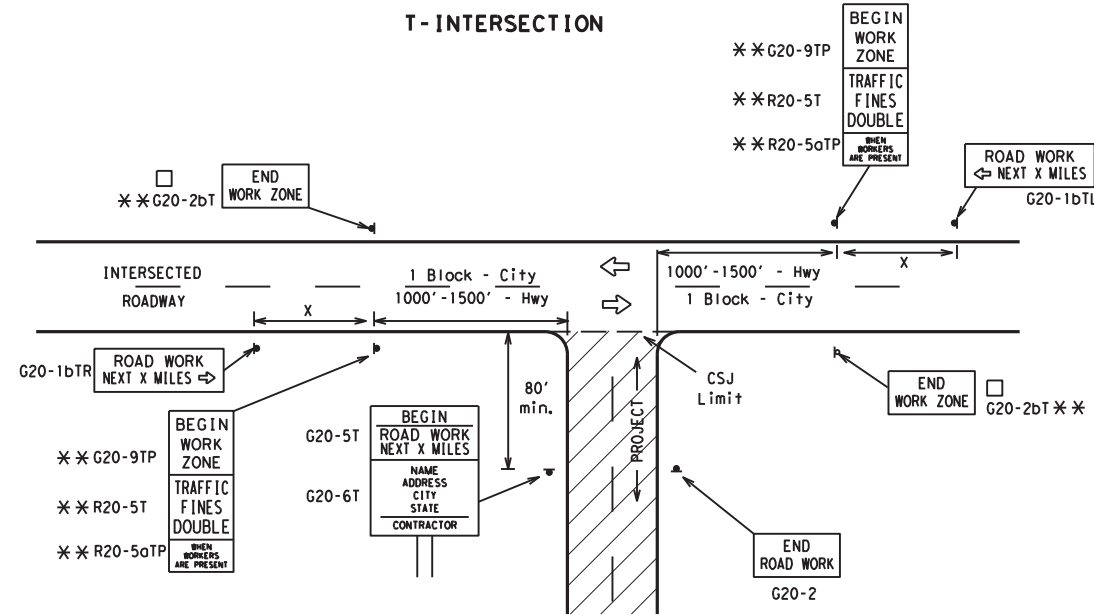 T-INTERSECTION
BEGIN
WORK
ZONE
TRAFFIC
FINES
DOUBLE
WHEN
WORKERS
ARE PRESENT
**G20-9TP
**R20-5T
**R20-5aTP
ROAD WORK
⇦ NEXT X MILES
G20-1bTL
END
WORK ZONE
□
**G20-2bT
INTERSECTED
ROADWAY
1 Block - City
1000'-1500' - Hwy
1000'-1500' - Hwy
1 Block - City
X
X
G20-1bTR
ROAD WORK
NEXT X MILES ⇨
80'
min.
CSJ
Limit
PROJECT
END
WORK ZONE
□
G20-2bT **
**G20-9TP
**R20-5T
**R20-5aTP
BEGIN
WORK
ZONE
TRAFFIC
FINES
DOUBLE
WHEN
WORKERS
ARE PRESENT
G20-5T
G20-6T
BEGIN
ROAD WORK
NEXT X MILES
NAME
ADDRESS
CITY
STATE
CONTRACTOR
END
ROAD WORK
G20-2